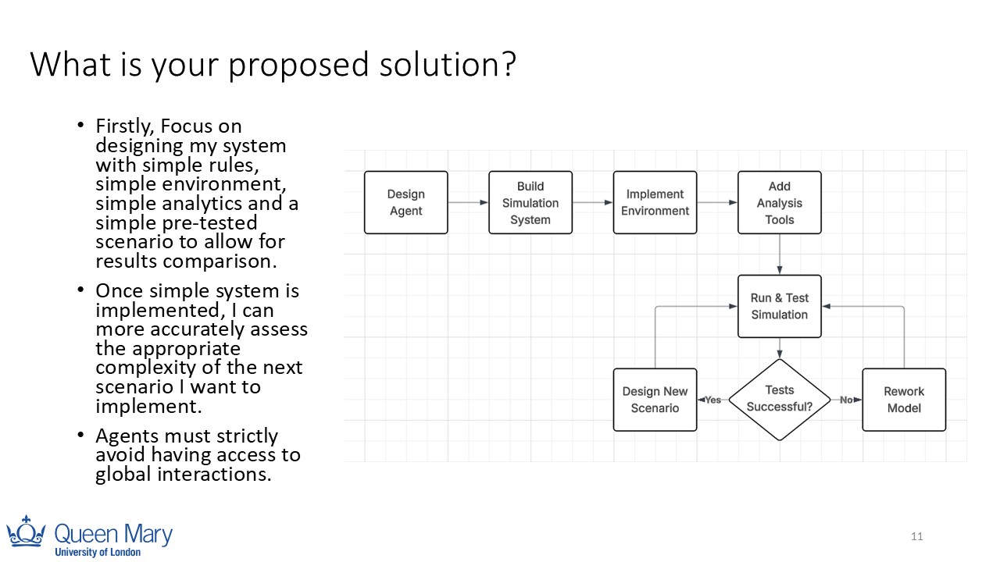 What is your proposed solution?
• Firstly, Focus on
designing my system
with simple rules,
simple environment,
simple analytics and a
simple pre-tested
scenario to allow for
results comparison.
• Once simple system is
implemented, I can
more accurately assess
the appropriate
complexity of the next
scenario I want to
implement.
• Agents must strictly
avoid having access to
global interactions.
Design
Agent
Build
Simulation
System
Implement
Environment
Add
Analysis
Tools
Run & Test
Simulation
Design New
Scenario
Yes
Tests
Successful?
No
Rework
Model
Queen Mary
University of London
11